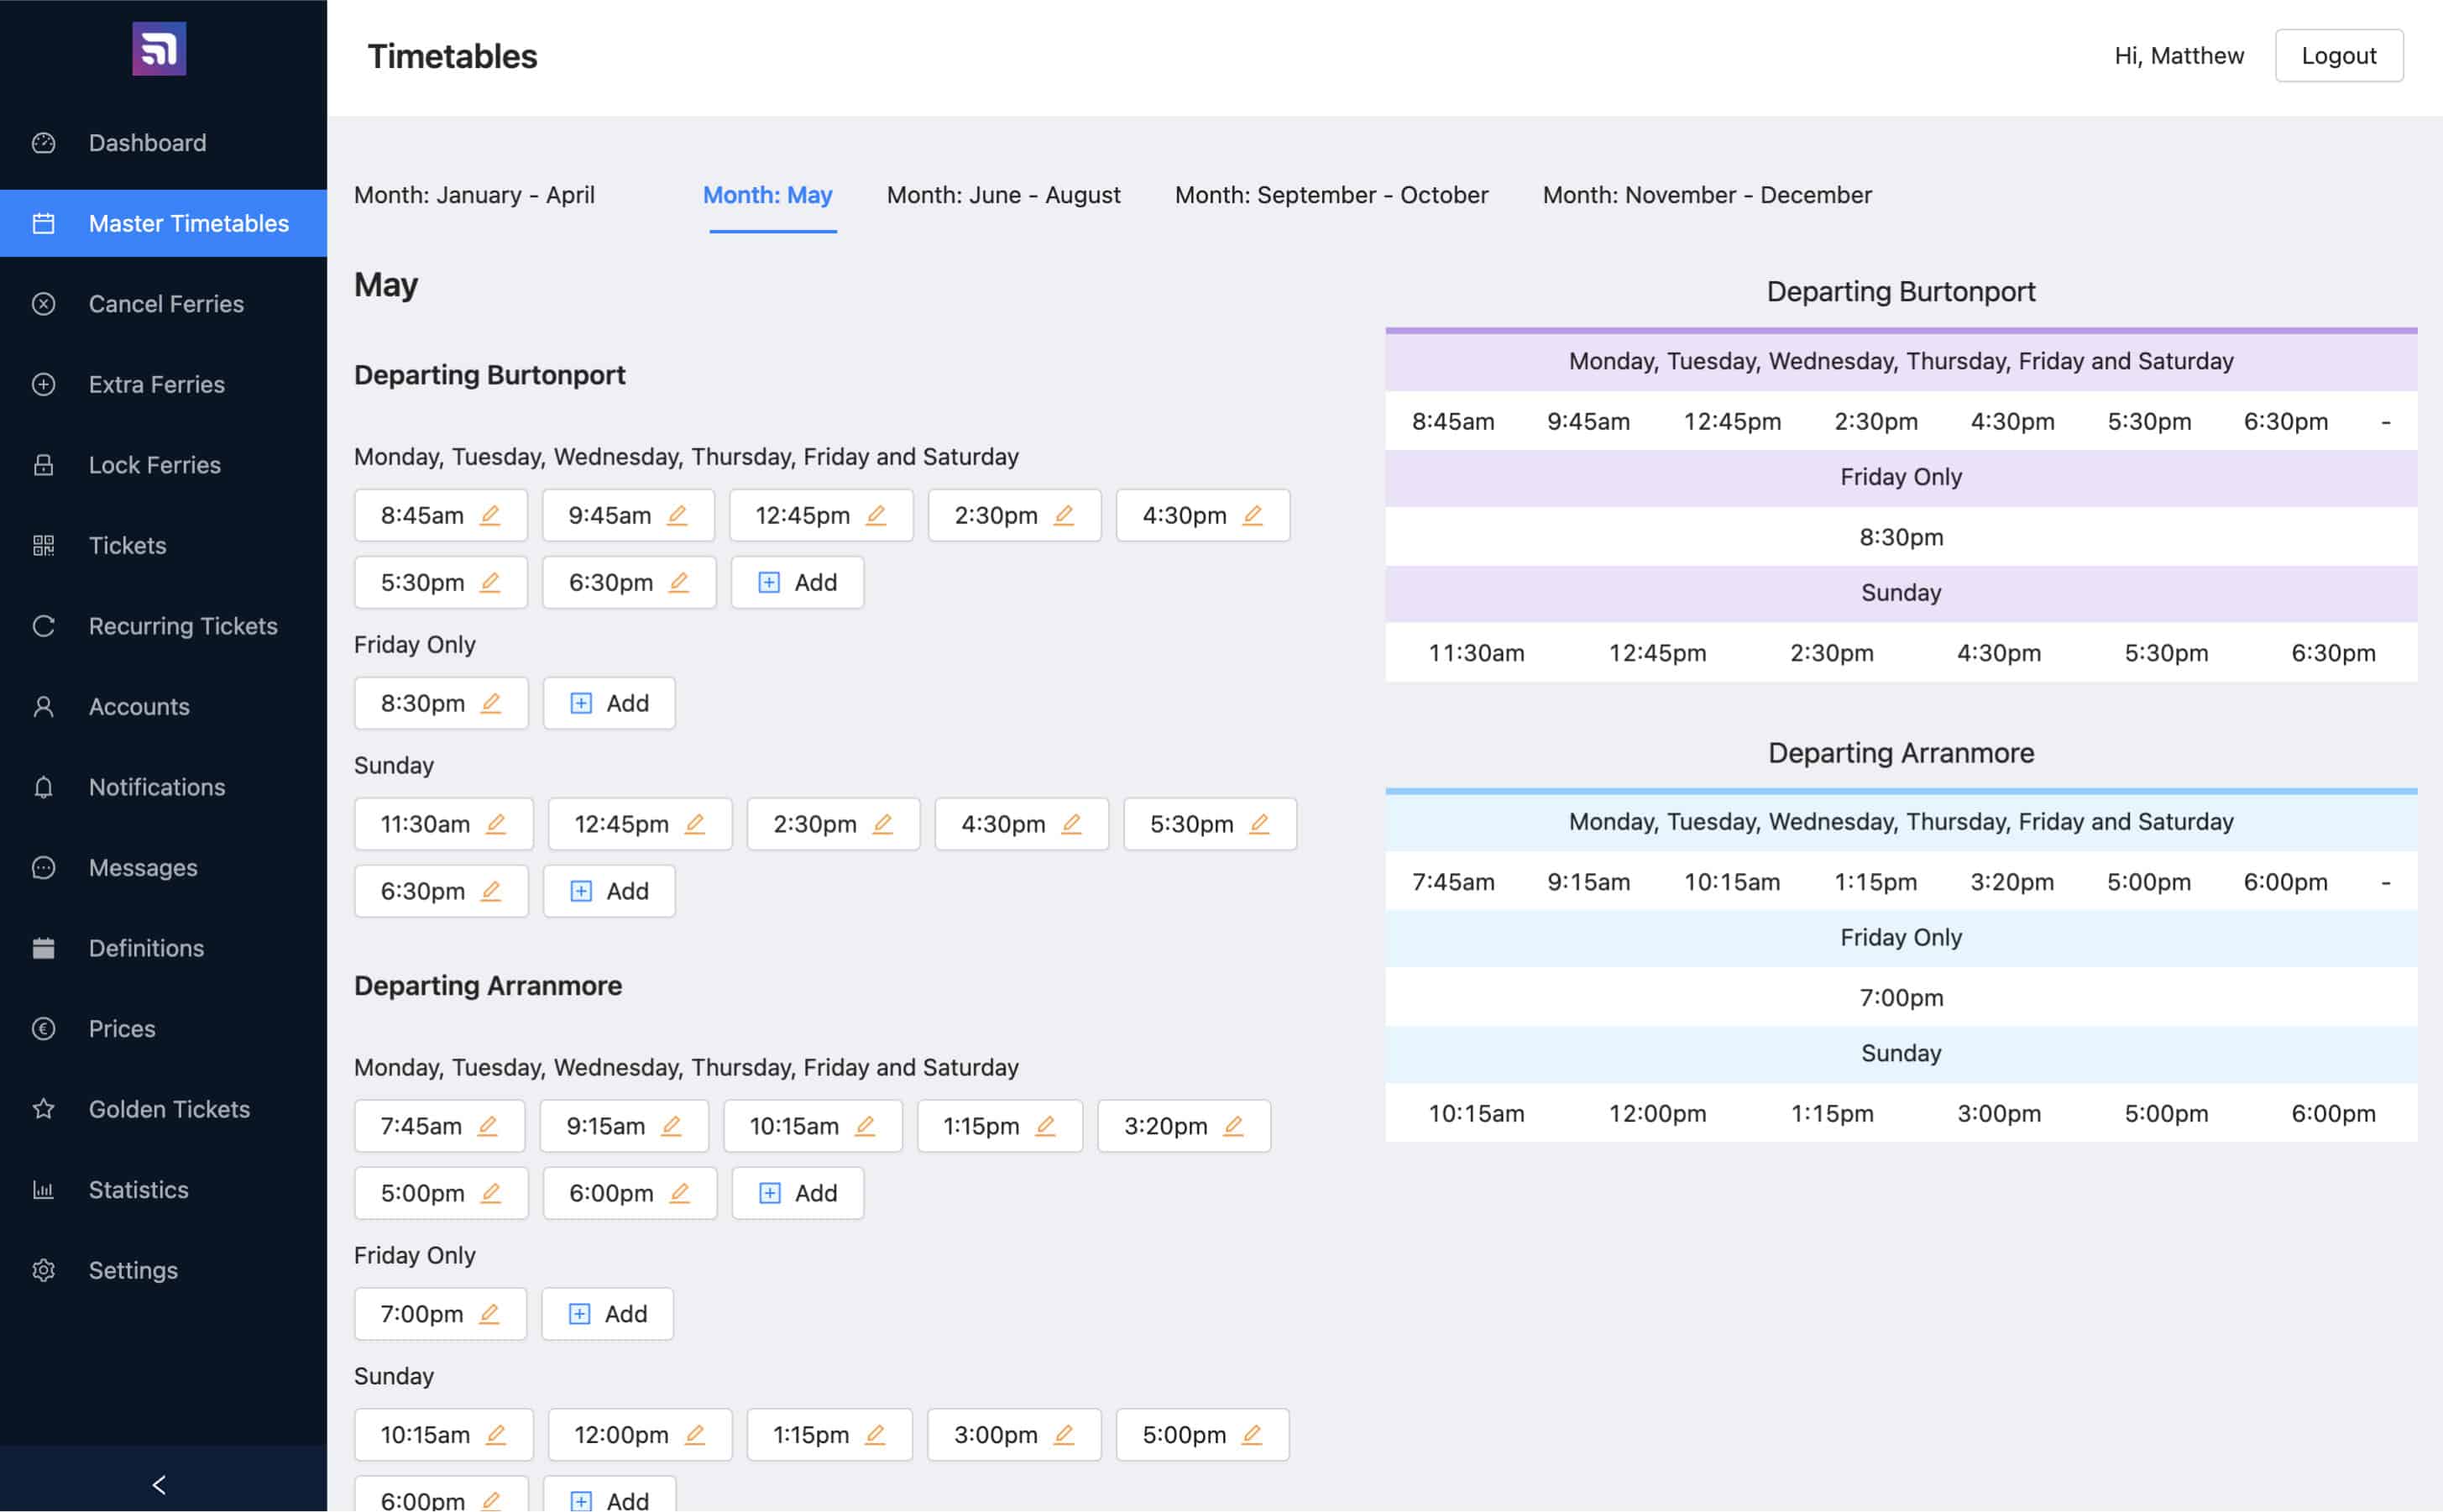 Timetables
Hi, Matthew
Logout
Dashboard
Master Timetables
Cancel Ferries
Extra Ferries
Lock Ferries
Tickets
Recurring Tickets
Accounts
Notifications
Messages
Definitions
Prices
Golden Tickets
Statistics
Settings
Month: January - April
Month: May
Month: June - August
Month: September - October
Month: November - December
May
Departing Burtonport
Monday, Tuesday, Wednesday, Thursday, Friday and Saturday
8:45am 9:45am 12:45pm 2:30pm 4:30pm
5:30pm 6:30pm Add
Friday Only
8:30pm Add
Sunday
11:30am 12:45pm 2:30pm 4:30pm 5:30pm
6:30pm Add
Departing Arranmore
Monday, Tuesday, Wednesday, Thursday, Friday and Saturday
7:45am 9:15am 10:15am 1:15pm 3:20pm
5:00pm 6:00pm Add
Friday Only
7:00pm Add
Sunday
10:15am 12:00pm 1:15pm 3:00pm 5:00pm
6:00pm Add
Departing Burtonport
Monday, Tuesday, Wednesday, Thursday, Friday and Saturday
8:45am 9:45am 12:45pm 2:30pm 4:30pm 5:30pm 6:30pm -
Friday Only
8:30pm
Sunday
11:30am 12:45pm 2:30pm 4:30pm 5:30pm 6:30pm
Departing Arranmore
Monday, Tuesday, Wednesday, Thursday, Friday and Saturday
7:45am 9:15am 10:15am 1:15pm 3:20pm 5:00pm 6:00pm -
Friday Only
7:00pm
Sunday
10:15am 12:00pm 1:15pm 3:00pm 5:00pm 6:00pm